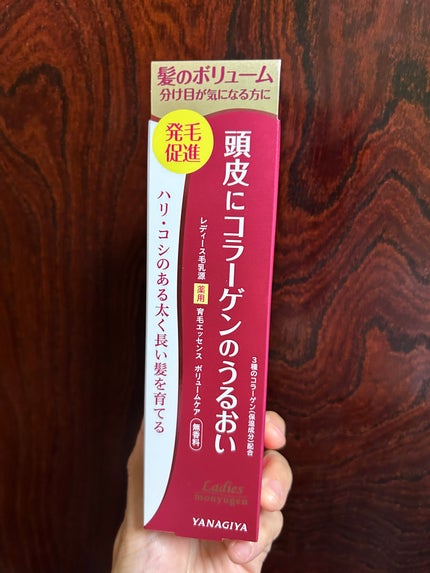 髪のボリューム
分け目が気になる方に
発毛
促進
頭皮にコラーゲンのうるおい
3種のコラーゲン(保湿成分)配合
レディース毛乳源
薬用 育毛エッセンス ボリュームケア 無香料
ハリ・コシのある太く長い髪を育てる
Ladies
monyugen
YANAGIYA